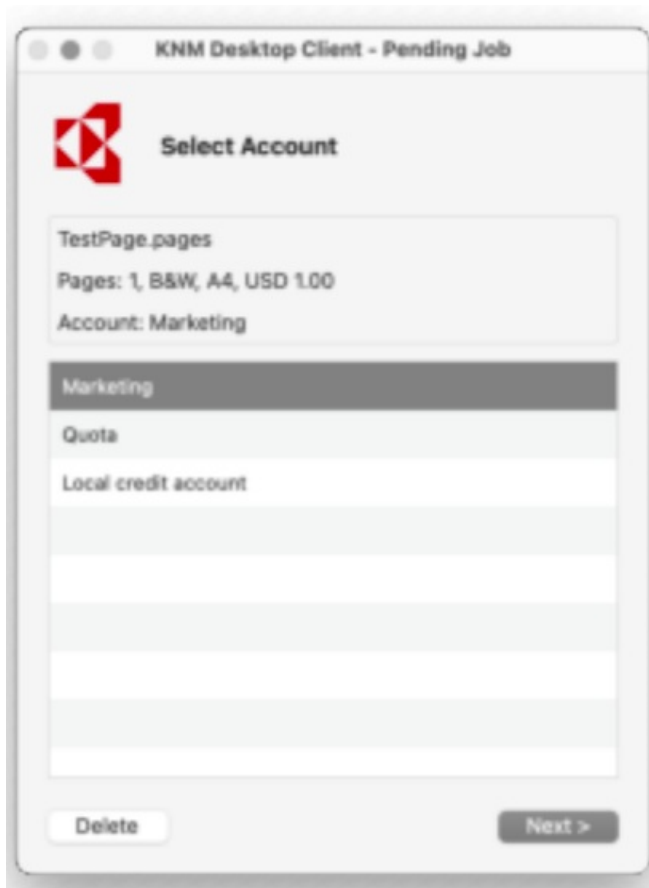 KNM Desktop Client - Pending Job
Select Account
TestPage.pages
Pages: 1, B&W, A4, USD 1.00
Account: Marketing
Marketing
Quota
Local credit account
Delete
Next >